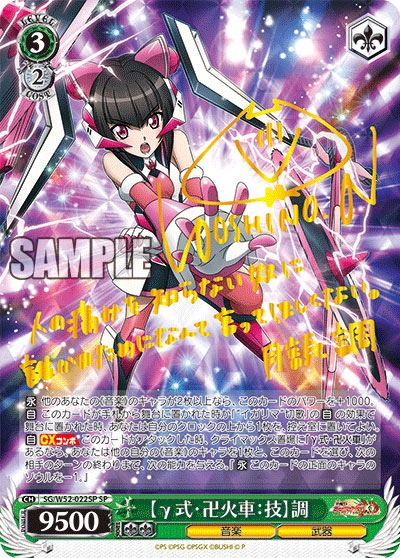 LEVEL
3
2
COST
YOSHINO.N
SAMPLE
人の痛みを知らない人に
誰かのためになんて言ってほしくない。
月読 調
永 他のあなたの《音楽》のキャラが2枚以上なら、このカードのパワーを+1000。
自 このカードが手札から舞台に置かれた時か「“イガリマ”切歌」の 自 の効果で
舞台に置かれた時、あなたは自分のクロックの上から1枚を、控え室に置いてよい。
自 CXコンボ このカードがアタックした時、クライマックス置場に「γ式・卍火車」が
あるなら、あなたは他の自分の《音楽》のキャラを1枚と、このカードを選び、次の
相手のターンの終わりまで、次の能力を与える。『永 このカードの正面のキャラの
ソウルを-1。』
CH
SG/W52-022SP SP
9500
【γ式・卍火車:技】調
音楽
武器
©PS ©PSG ©PSGX ©BUSHI ©P